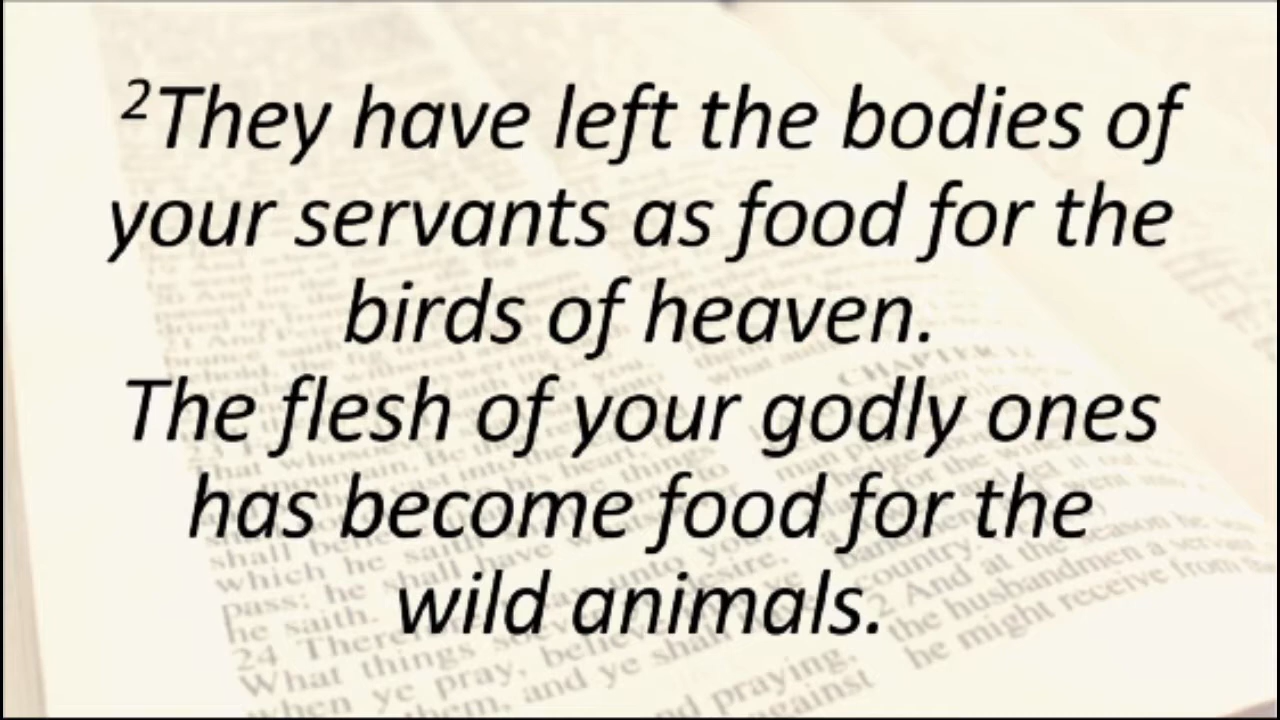 ²They have left the bodies of
your servants as food for the
birds of heaven.
The flesh of your godly ones
has become food for the
wild animals.